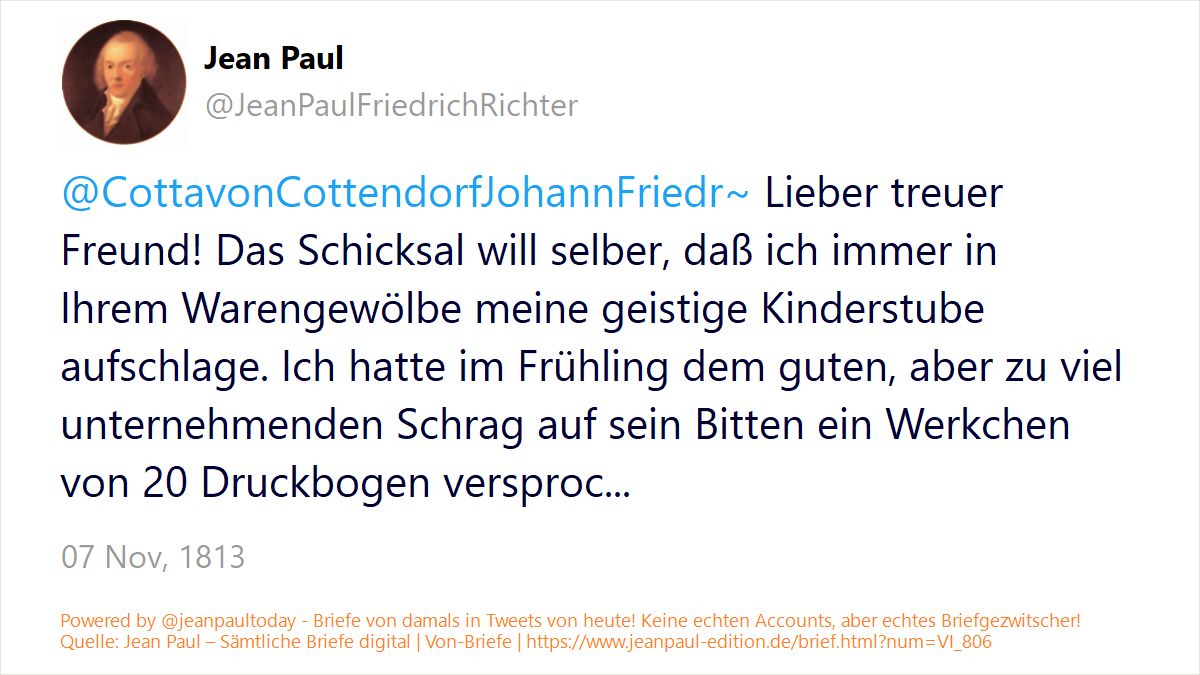 Jean Paul
@JeanPaulFriedrichRichter
@CottavonCottendorfJohannFriedr~ Lieber treuer
Freund! Das Schicksal will selber, daß ich immer in
Ihrem Warengewölbe meine geistige Kinderstube
aufschlage. Ich hatte im Frühling dem guten, aber zu viel
unternehmenden Schrag auf sein Bitten ein Werkchen
von 20 Druckbogen versproc...
07 Nov, 1813
Powered by @jeanpaultoday - Briefe von damals in Tweets von heute! Keine echten Accounts, aber echtes Briefgezwitscher!
Quelle: Jean Paul – Sämtliche Briefe digital | Von-Briefe | https://www.jeanpaul-edition.de/brief.html?num=VI_806